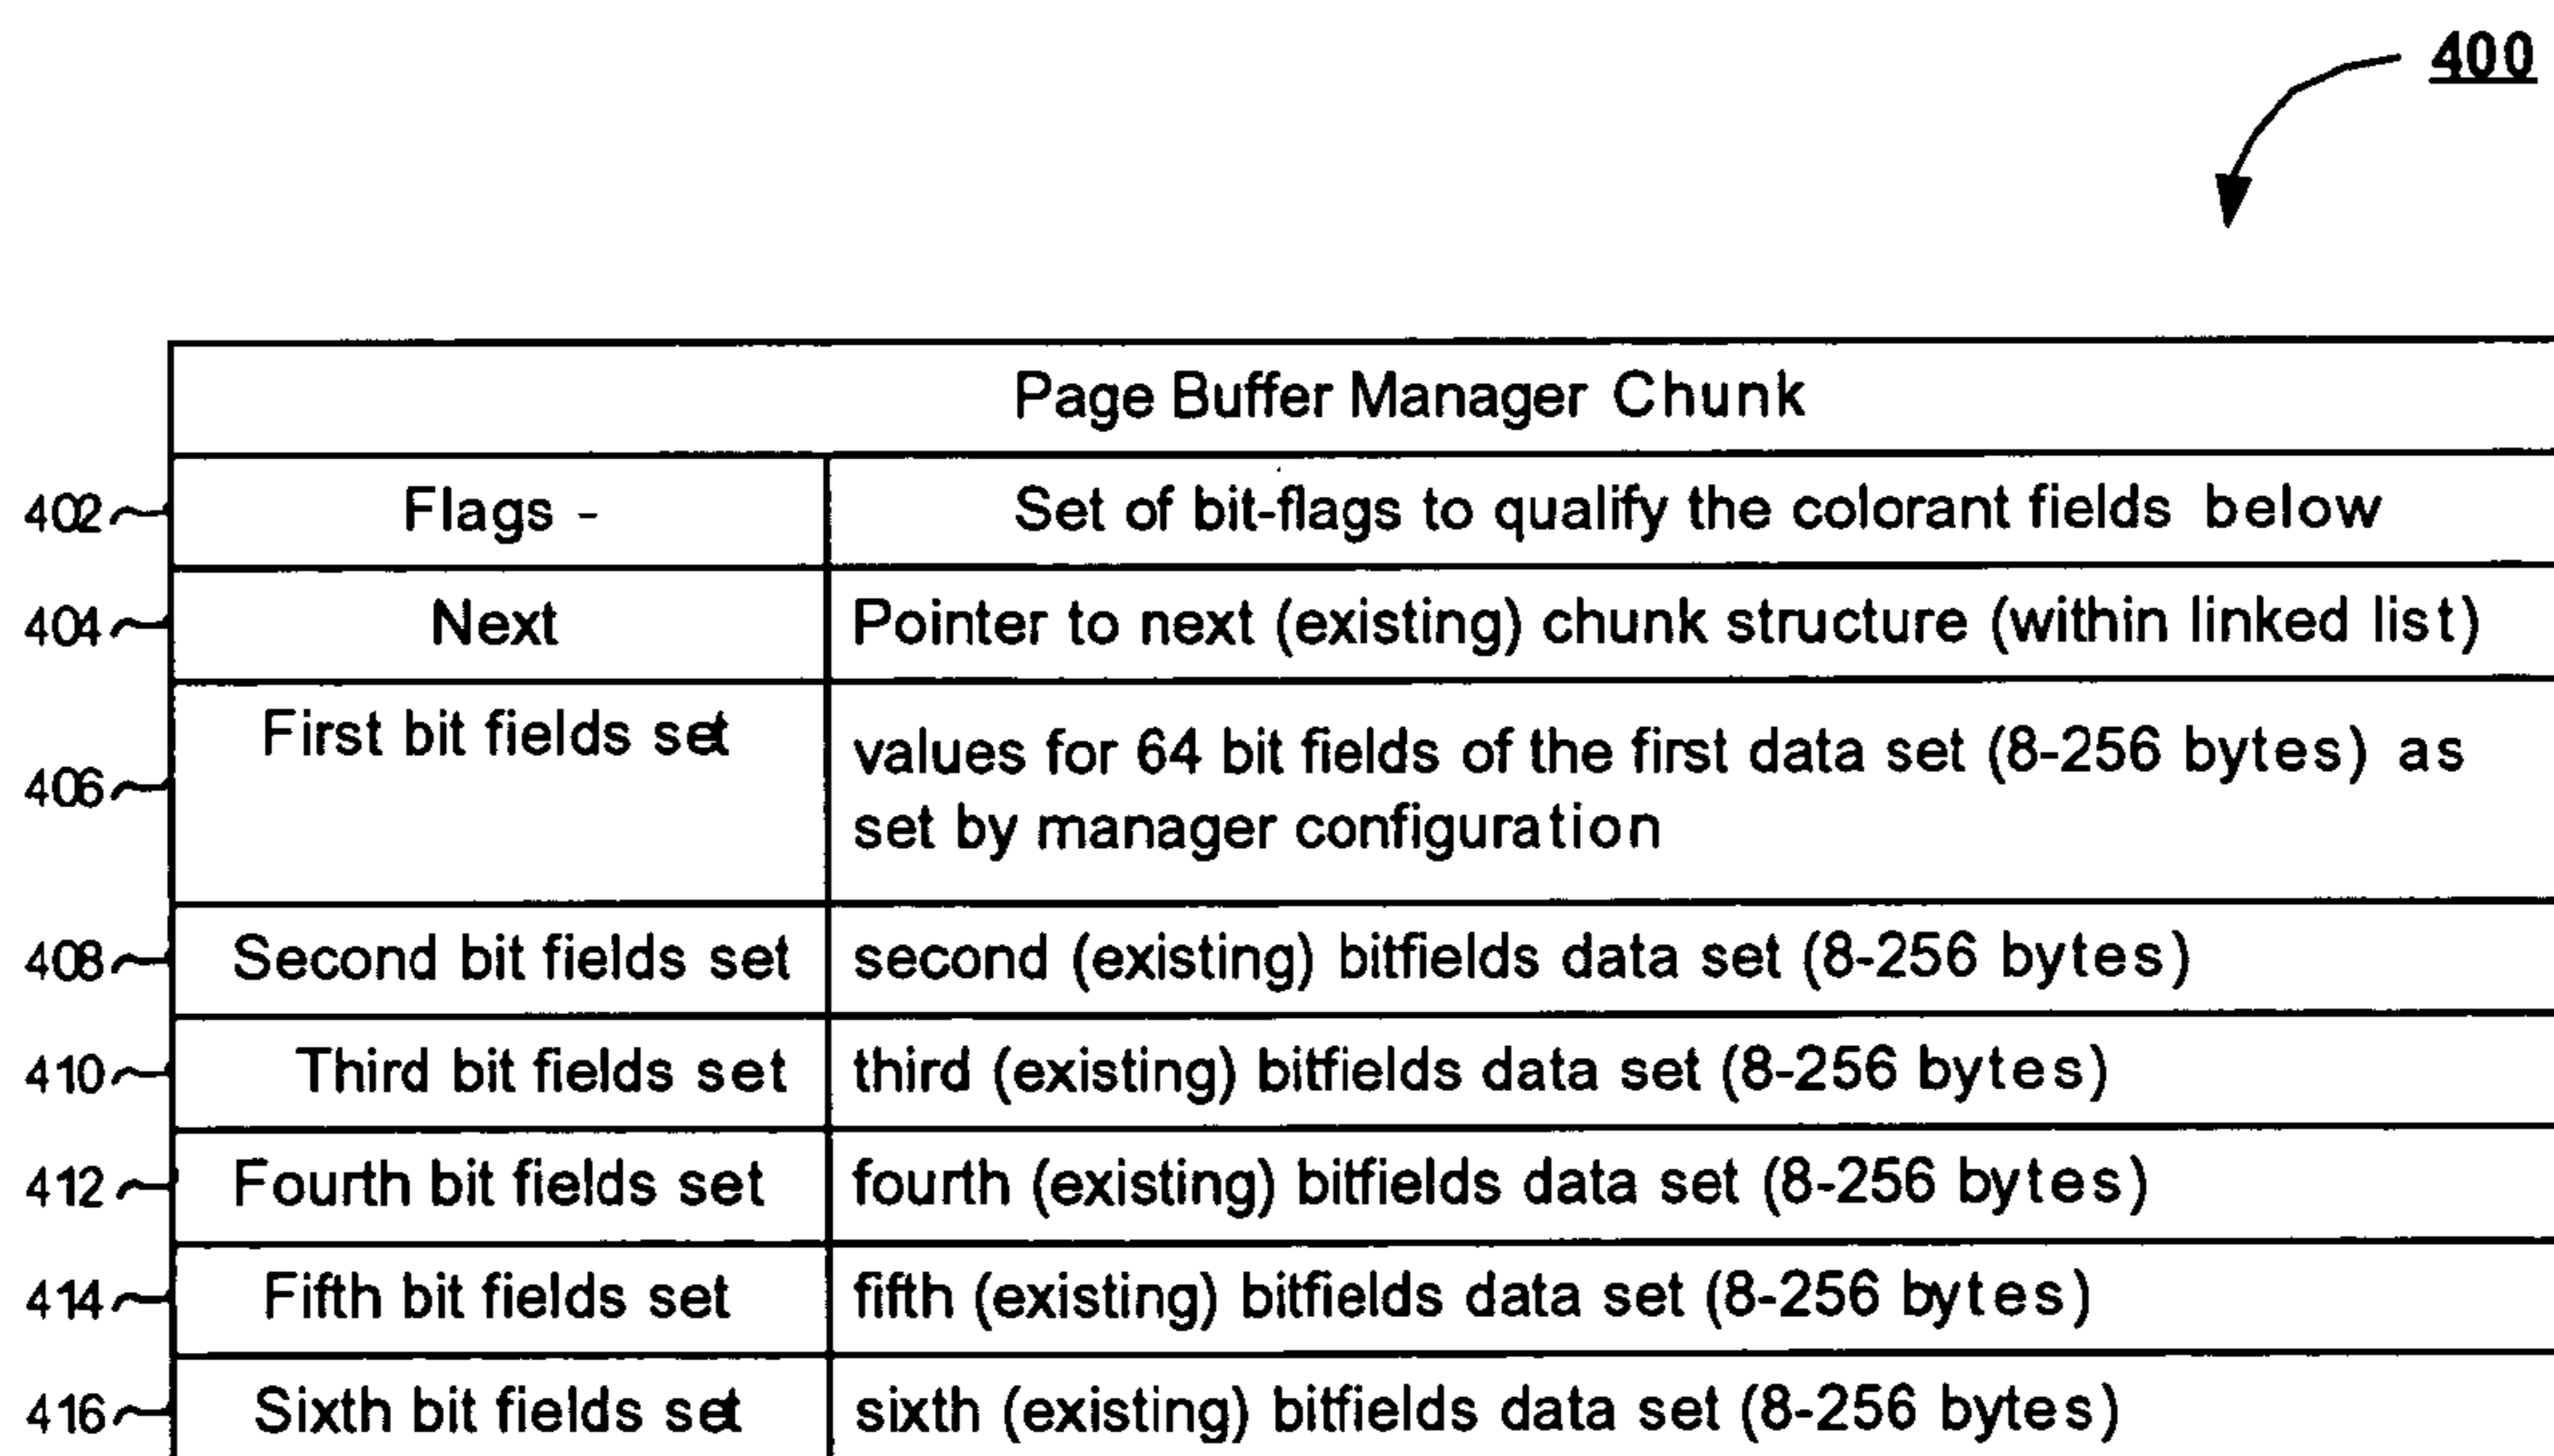 400
Page Buffer Manager Chunk
402 Flags - Set of bit-flags to qualify the colorant fields below
404 Next Pointer to next (existing) chunk structure (within linked list)
406 First bit fields set values for 64 bit fields of the first data set (8-256 bytes) as
set by manager configuration
408 Second bit fields set second (existing) bitfields data set (8-256 bytes)
410 Third bit fields set third (existing) bitfields data set (8-256 bytes)
412 Fourth bit fields set fourth (existing) bitfields data set (8-256 bytes)
414 Fifth bit fields set fifth (existing) bitfields data set (8-256 bytes)
416 Sixth bit fields set sixth (existing) bitfields data set (8-256 bytes)